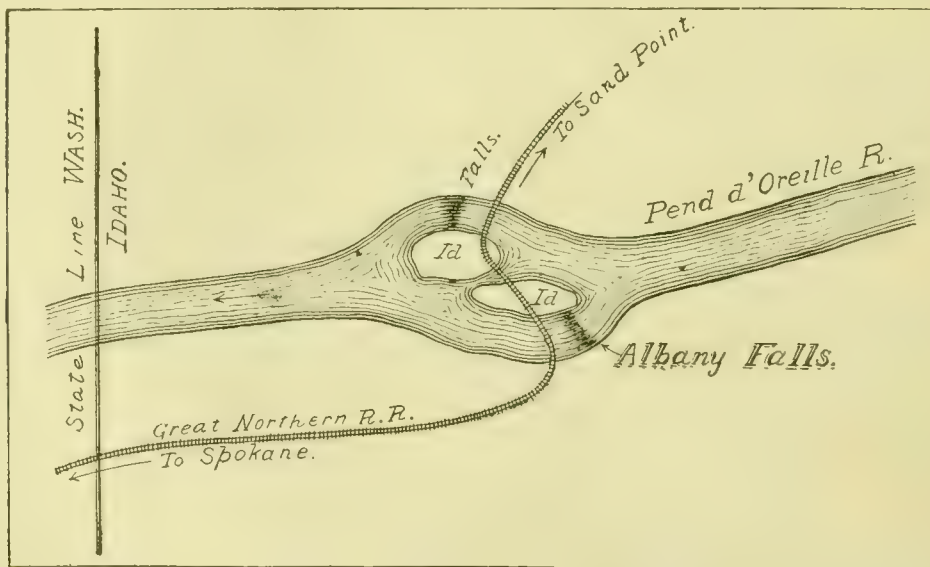 State Line WASH.
IDAHO.
Falls.
To Sand Point.
Pend d'Oreille R.
Id
Id
Albany Falls.
Great Northern R.R.
To Spokane.